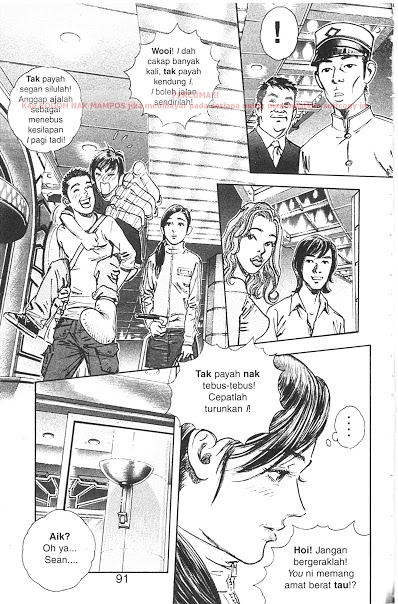 !
Wooi! I dah
cakap banyak
kali, tak payah
kendung I.
I boleh jalan
sendirilah!
Tak payah
segan silulah!
Anggap ajalah
sebagai
menebus
kesilapan
I pagi tadi!
Tak payah nak
tebus-tebus!
Cepatlah
turunkan I!
....
Aik?
Oh ya...
Sean....
Hoi! Jangan
bergeraklah!
You ni memang
amat berat tau!?
91